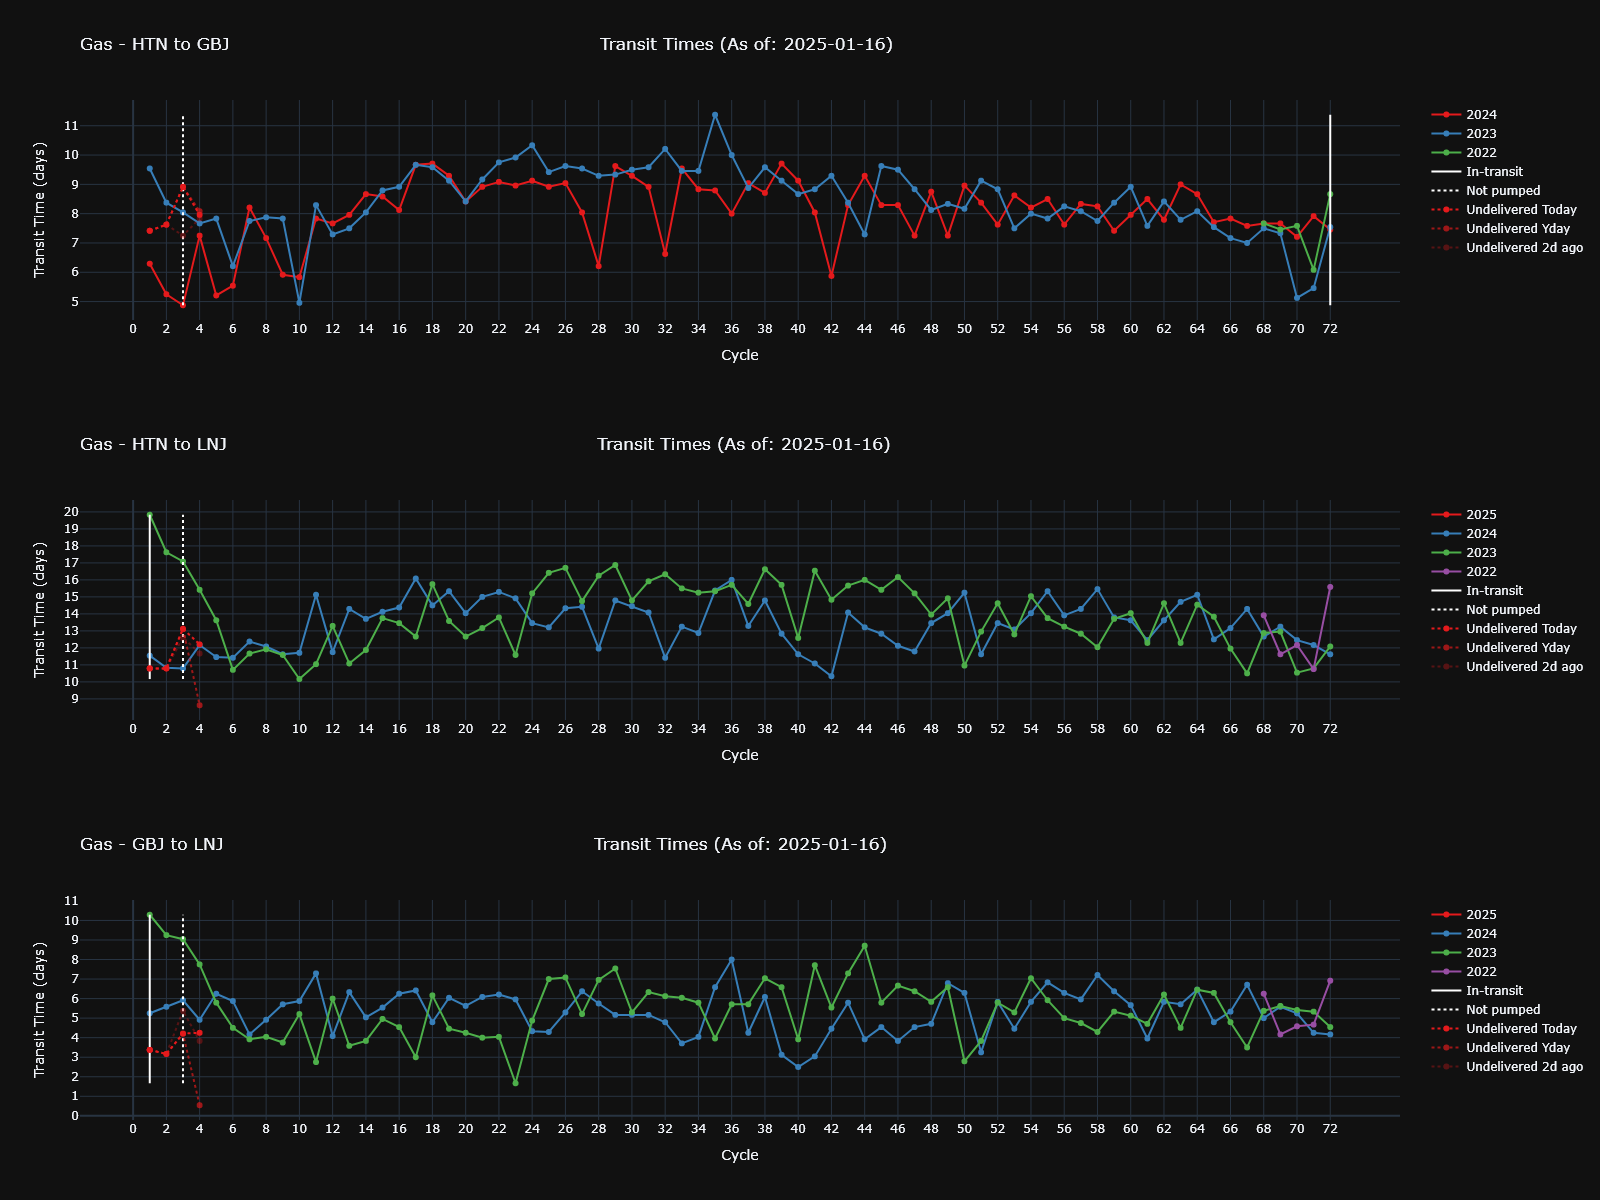 Gas - HTN to GBJ
Transit Times (As of: 2025-01-16)
Transit Time (days)
11
10
9
8
7
6
5
0 2 4 6 8 10 12 14 16 18 20 22 24 26 28 30 32 34 36 38 40 42 44 46 48 50 52 54 56 58 60 62 64 66 68 70 72
Cycle
2024
2023
2022
In-transit
Not pumped
Undelivered Today
Undelivered Yday
Undelivered 2d ago
Gas - HTN to LNJ
Transit Times (As of: 2025-01-16)
Transit Time (days)
20
19
18
17
16
15
14
13
12
11
10
9
0 2 4 6 8 10 12 14 16 18 20 22 24 26 28 30 32 34 36 38 40 42 44 46 48 50 52 54 56 58 60 62 64 66 68 70 72
Cycle
2025
2024
2023
2022
In-transit
Not pumped
Undelivered Today
Undelivered Yday
Undelivered 2d ago
Gas - GBJ to LNJ
Transit Times (As of: 2025-01-16)
Transit Time (days)
11
10
9
8
7
6
5
4
3
2
1
0
0 2 4 6 8 10 12 14 16 18 20 22 24 26 28 30 32 34 36 38 40 42 44 46 48 50 52 54 56 58 60 62 64 66 68 70 72
Cycle
2025
2024
2023
2022
In-transit
Not pumped
Undelivered Today
Undelivered Yday
Undelivered 2d ago